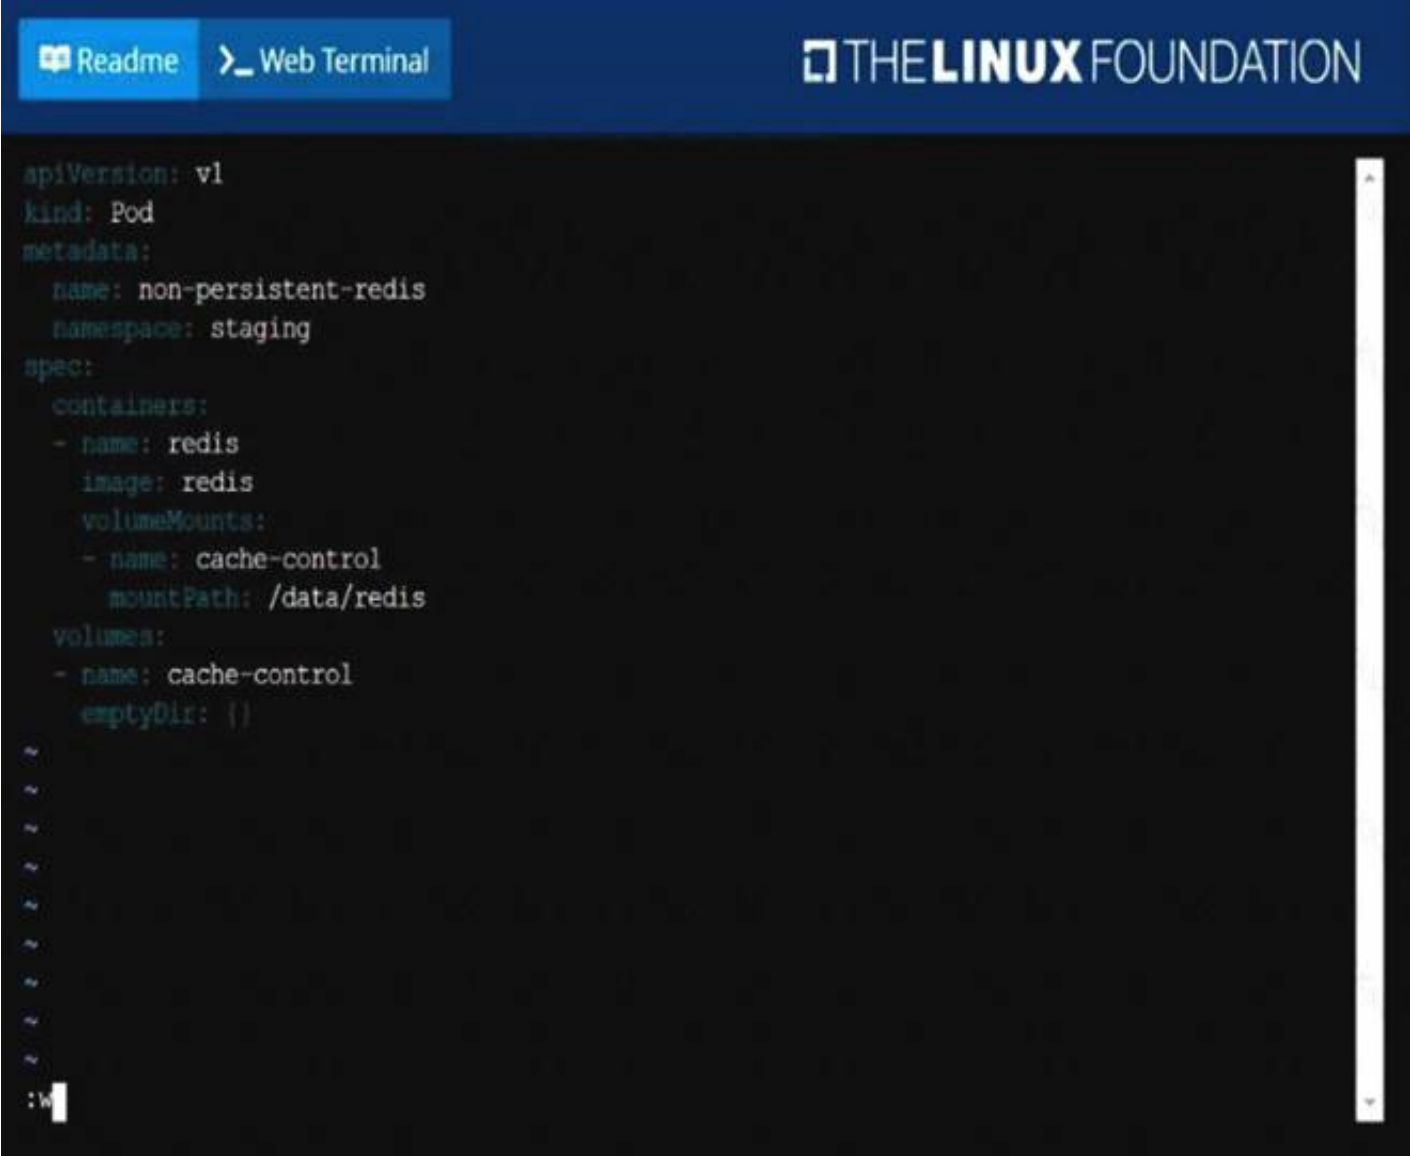 Readme >_ Web Terminal THE LINUX FOUNDATION
apiVersion: v1
kind: Pod
metadata:
  name: non-persistent-redis
  namespace: staging
spec:
  containers:
  - name: redis
    image: redis
    volumeMounts:
    - name: cache-control
      mountPath: /data/redis
  volumes:
  - name: cache-control
    emptyDir: {}
~
~
~
~
~
~
~
~
~
:w